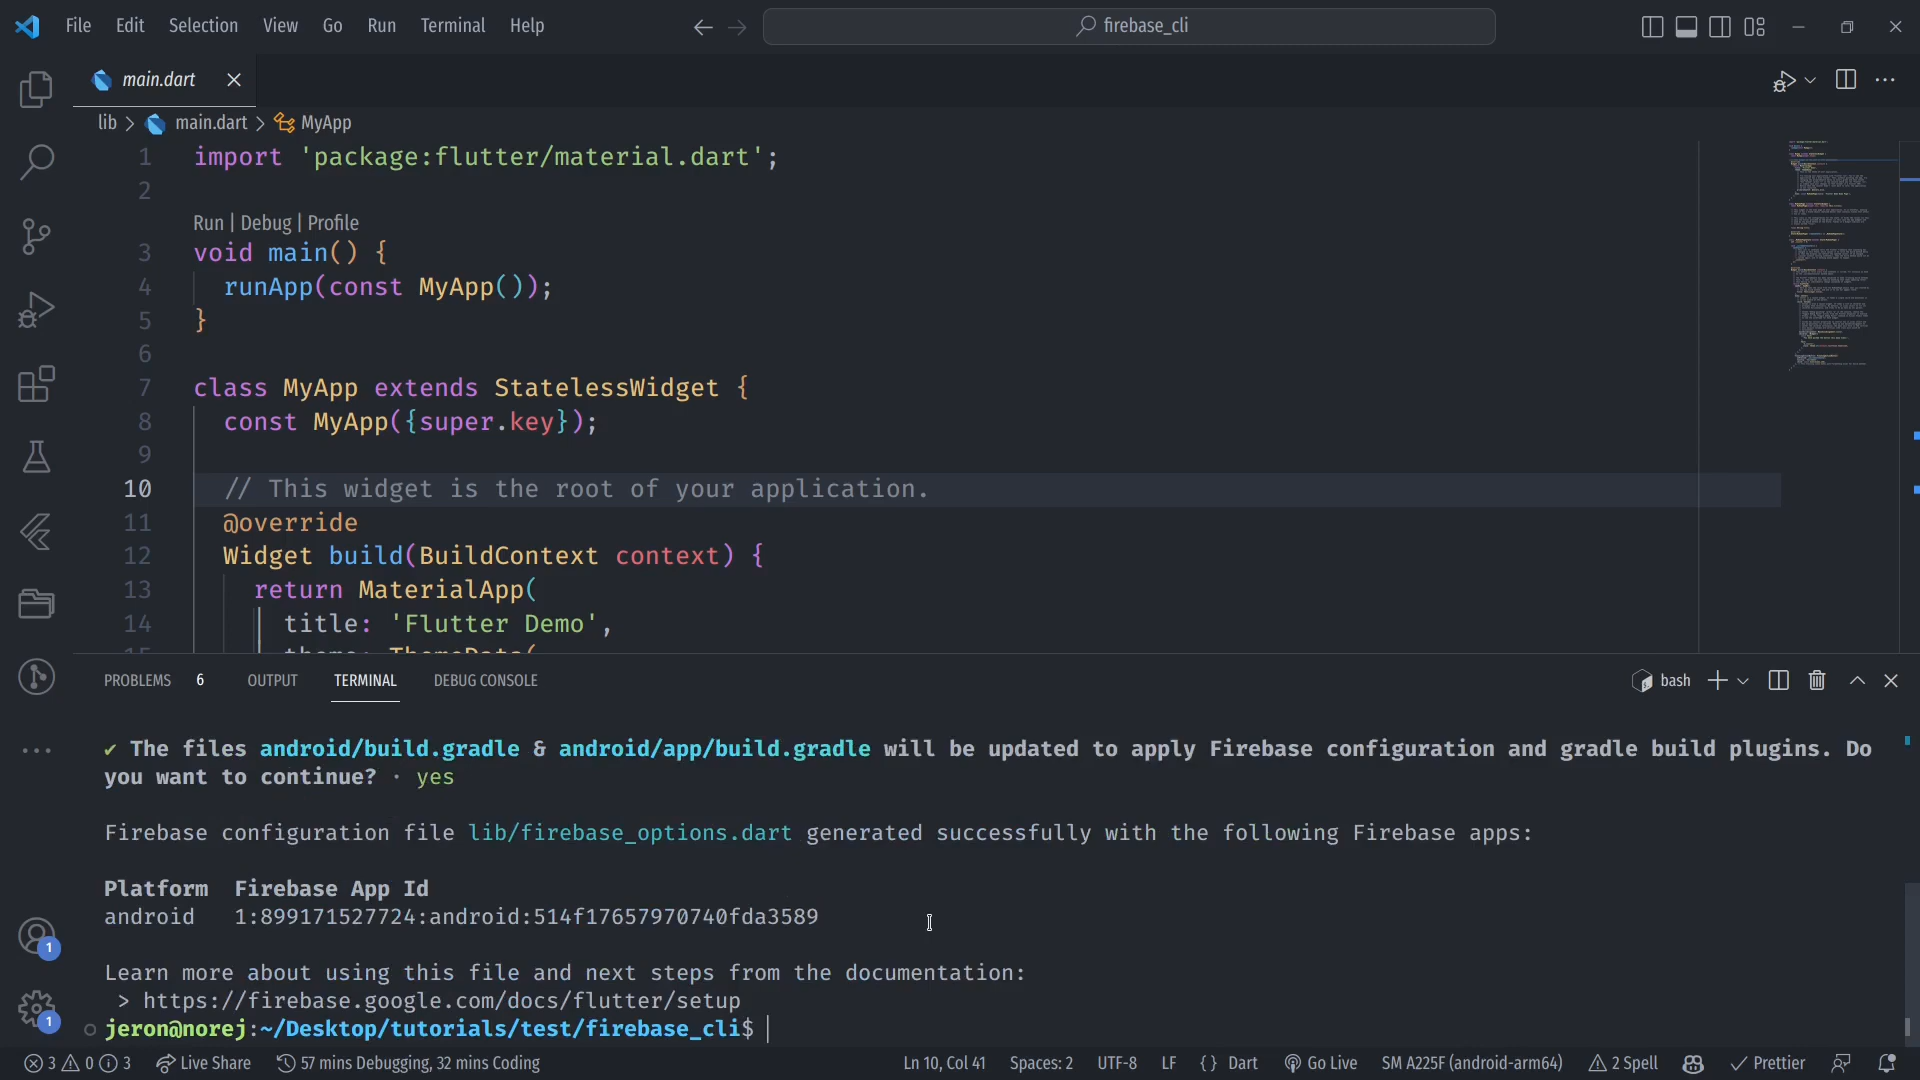 File Edit Selection View Go Run Terminal Help
firebase_cli
main.dart
lib > main.dart > MyApp
1 import 'package:flutter/material.dart';
2
Run | Debug | Profile
3 void main() {
4 runApp(const MyApp());
5 }
6
7 class MyApp extends StatelessWidget {
8 const MyApp({super.key});
9
10 // This widget is the root of your application.
11 @override
12 Widget build(BuildContext context) {
13 return MaterialApp(
14 title: 'Flutter Demo',
15 theme: ThemeData(
PROBLEMS 6 OUTPUT TERMINAL DEBUG CONSOLE
bash
✔ The files android/build.gradle & android/app/build.gradle will be updated to apply Firebase configuration and gradle build plugins. Do
you want to continue? · yes
Firebase configuration file lib/firebase_options.dart generated successfully with the following Firebase apps:
Platform Firebase App Id
android 1:899171527724:android:514f17657970740fda3589
Learn more about using this file and next steps from the documentation:
> https://firebase.google.com/docs/flutter/setup
jeron@norej:~/Desktop/tutorials/test/firebase_cli$
1
1
3 0 3 Live Share 57 mins Debugging, 32 mins Coding Ln 10, Col 41 Spaces: 2 UTF-8 LF {} Dart Go Live SM A225F (android-arm64) 2 Spell Prettier